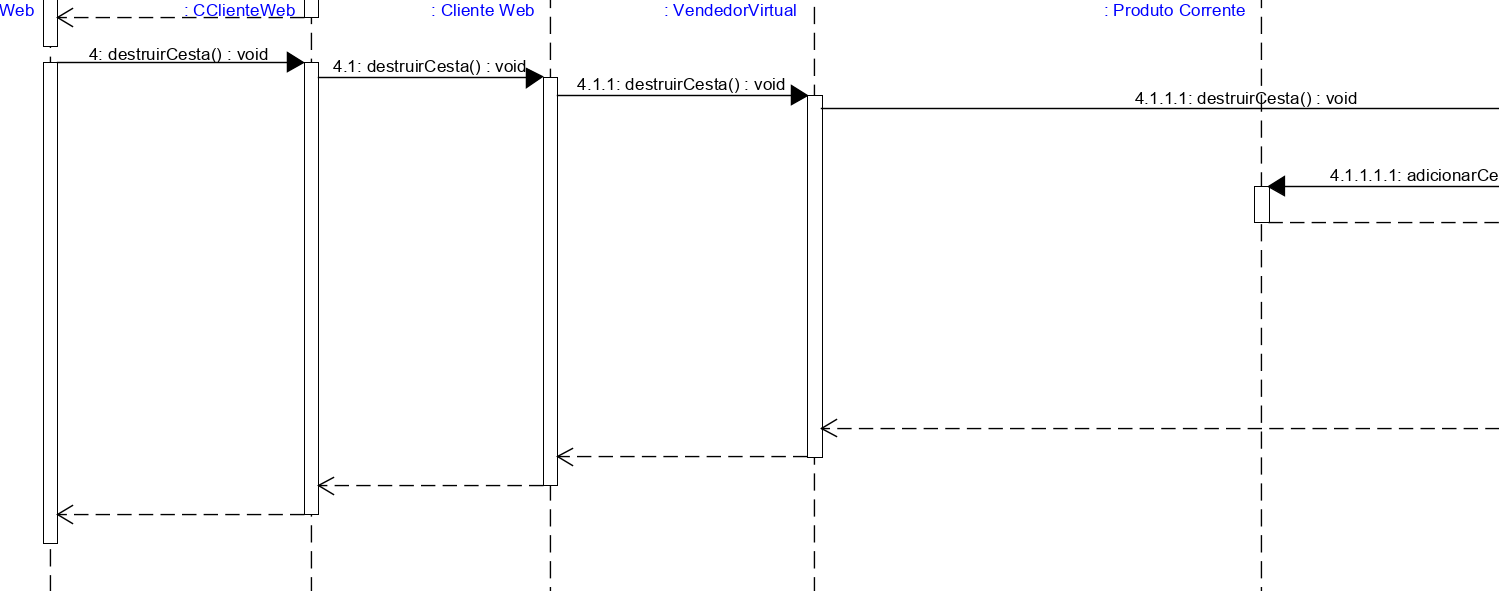 Web
: CClienteWeb
: Cliente Web
: VendedorVirtual
: Produto Corrente
4: destruirCesta() : void
4.1: destruirCesta() : void
4.1.1: destruirCesta() : void
4.1.1.1: destruirCesta() : void
4.1.1.1.1: adicionarCe